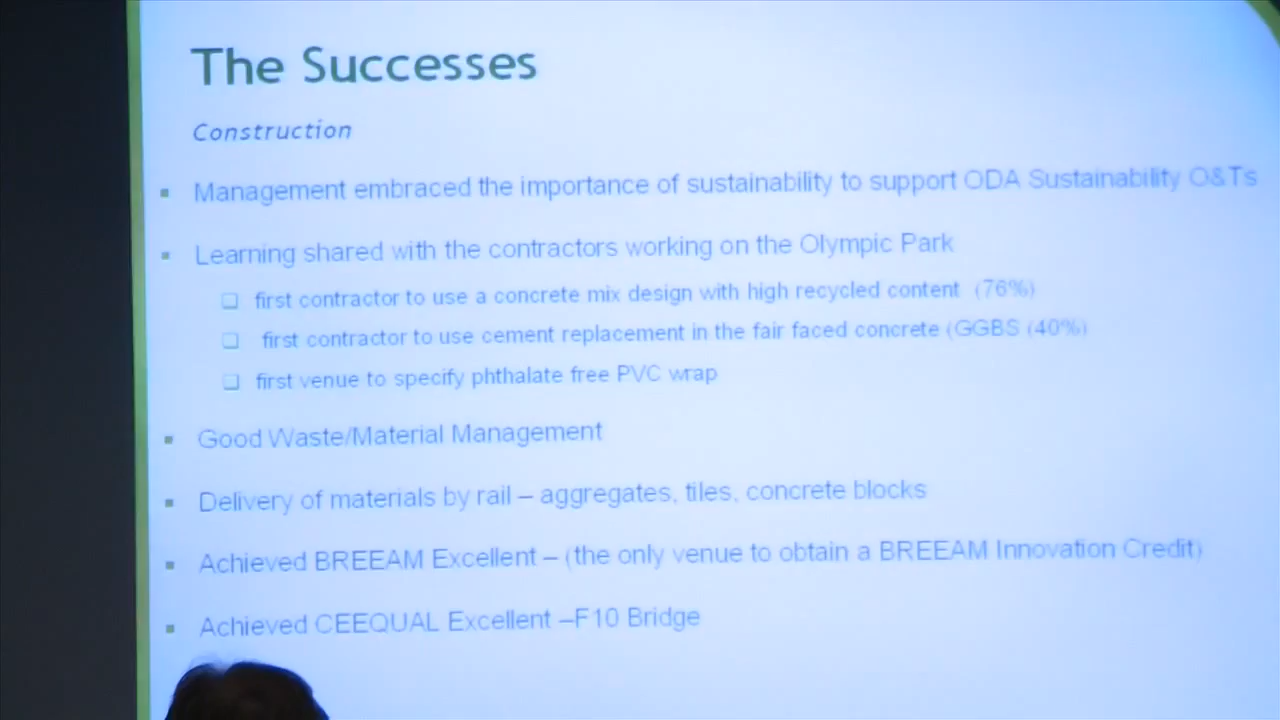 The Successes
Construction
Management embraced the importance of sustainability to support ODA Sustainability O&Ts
Learning shared with the contractors working on the Olympic Park
first contractor to use a concrete mix design with high recycled content (76%)
first contractor to use cement replacement in the fair faced concrete (GGBS (40%)
first venue to specify phthalate free PVC wrap
Good Waste/Material Management
Delivery of materials by rail – aggregates, tiles, concrete blocks
Achieved BREEAM Excellent – (the only venue to obtain a BREEAM Innovation Credit)
Achieved CEEQUAL Excellent –F10 Bridge